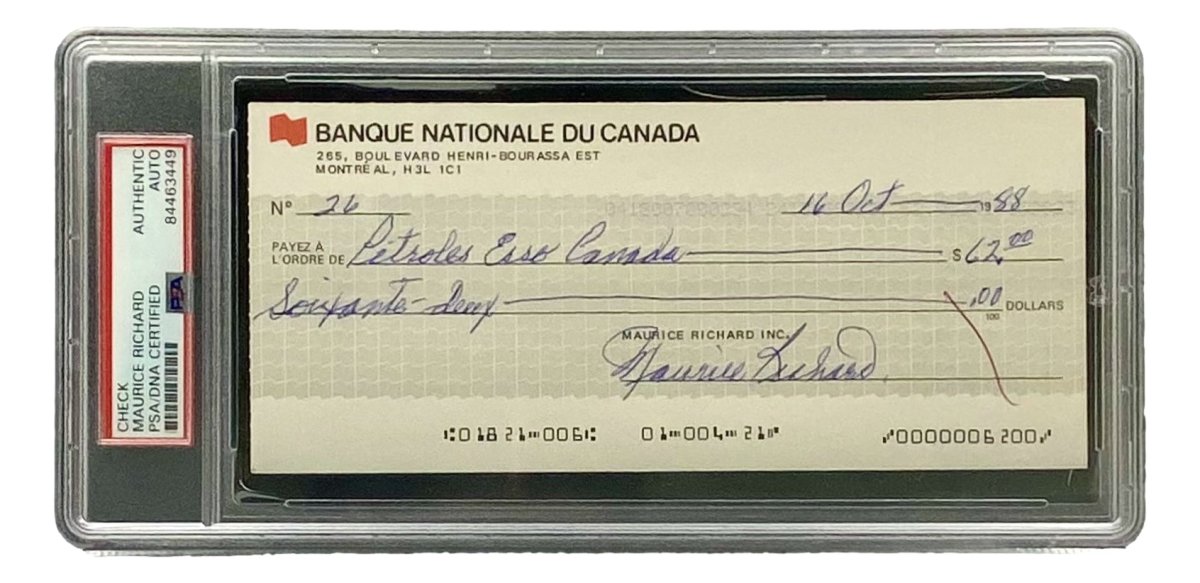 CHECK AUTHENTIC
MAURICE RICHARD AUTO
PSA/DNA CERTIFIED 84463449
PSA
BANQUE NATIONALE DU CANADA
265, BOULEVARD HENRI-BOURASSA EST
MONTRÉAL, H3L 1C1
Nº 26 16 Oct 1988
PAYEZ À
L'ORDRE DE Pétroles Esso Canada $ 62.00
Soixante-deux .00 DOLLARS
100
MAURICE RICHARD INC.
Maurice Richard
⑆01821⑉006⑆ 01⑉004⑉21⑈ ⑇0000006200⑇